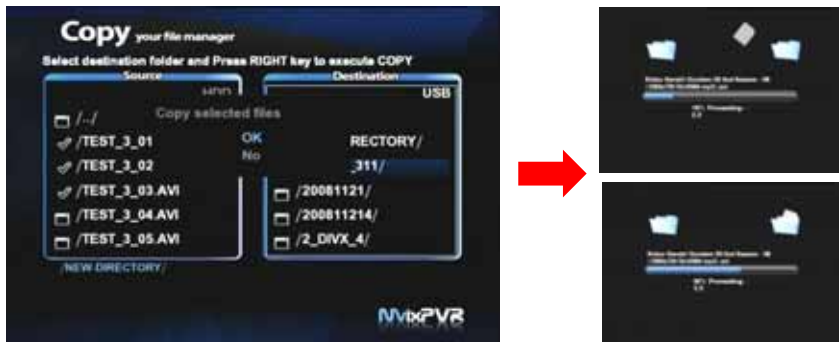 Copy your file manager
Select destination folder and Press RIGHT key to execute COPY
Source
Destination
USB
Copy selected files
OK
No
/../
/TEST_3_01
/TEST_3_02
/TEST_3_03.AVI
/TEST_3_04.AVI
/TEST_3_05.AVI
RECTORY/
_311/
/20081121/
/200811214/
/2_DIVX_4/
/NEW DIRECTORY/
MvixPVR